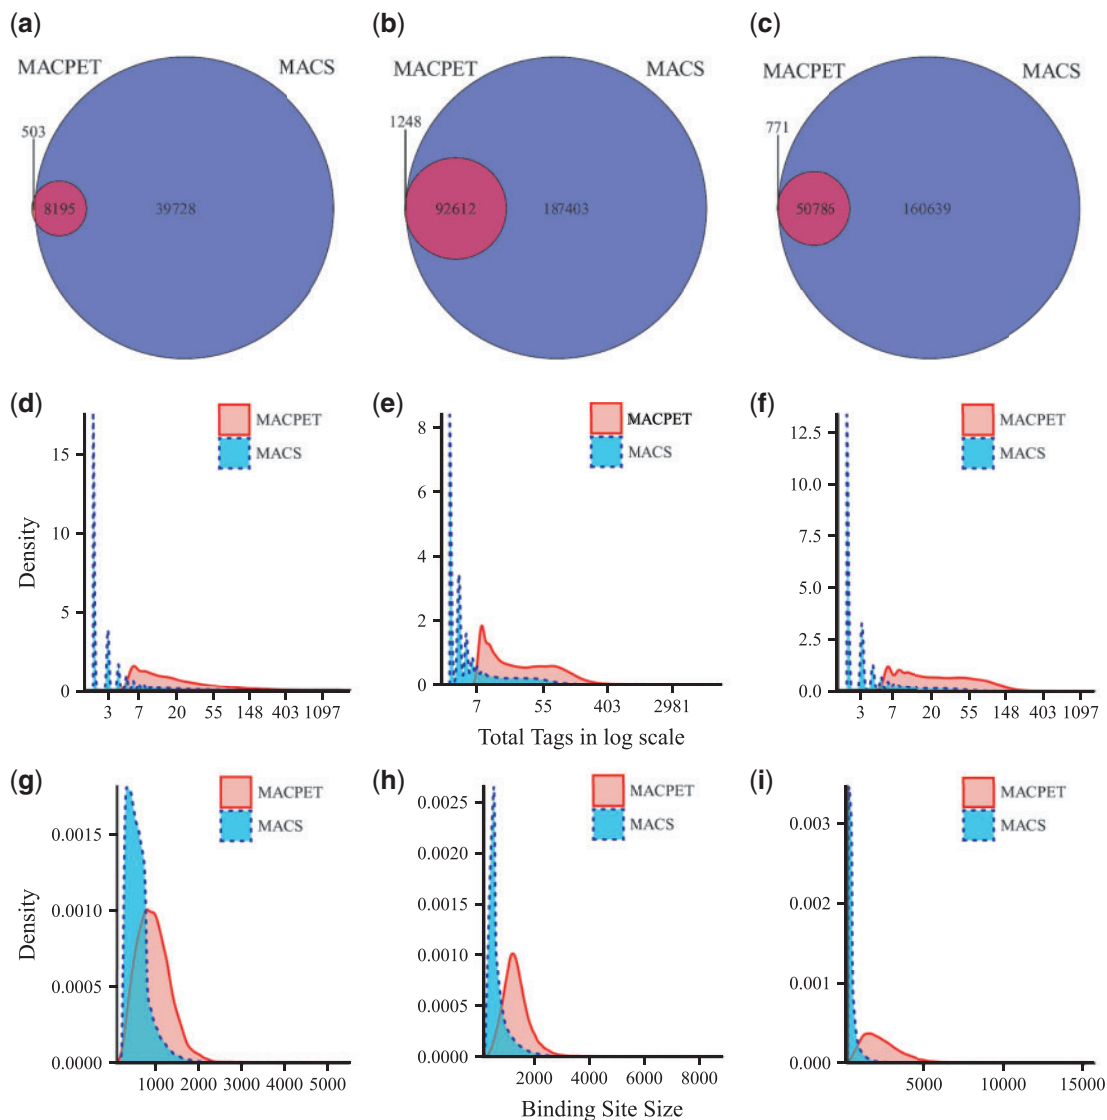 (a)
(b)
(c)
MACPET MACS
MACPET MACS
MACPET MACS
503
1248
771
8195 39728
92612 187403
50786 160639
(d)
(e)
(f)
MACPET
MACS
MACPET
MACS
MACPET
MACS
Density
15
10
5
0
3 7 20 55 148 403 1097
8
6
4
2
0
7 55 403 2981
12.5
10.0
7.5
5.0
2.5
0.0
3 7 20 55 148 403 1097
Total Tags in log scale
(g)
(h)
(i)
MACPET
MACS
MACPET
MACS
MACPET
MACS
Density
0.0015
0.0010
0.0005
0.0000
1000 2000 3000 4000 5000
0.0025
0.0020
0.0015
0.0010
0.0005
0.0000
2000 4000 6000 8000
0.003
0.002
0.001
0.000
5000 10000 15000
Binding Site Size